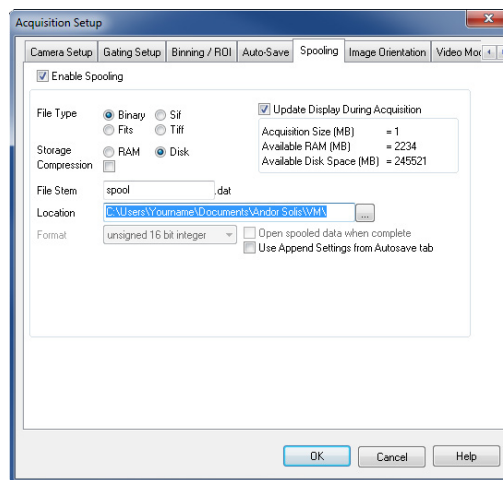 Acquisition Setup
Camera Setup Gating Setup Binning / ROI Auto-Save Spooling Image Orientation Video Mo
Enable Spooling
File Type Binary Sif Update Display During Acquisition
Fits Tiff
Acquisition Size (MB) = 1
Storage RAM Disk Available RAM (MB) = 2234
Compression Available Disk Space (MB) = 245521
File Stem spool .dat
Location C:\Users\Yourname\Documents\Andor Solis\VM\ ...
Format unsigned 16 bit integer Open spooled data when complete
Use Append Settings from Autosave tab
OK Cancel Help